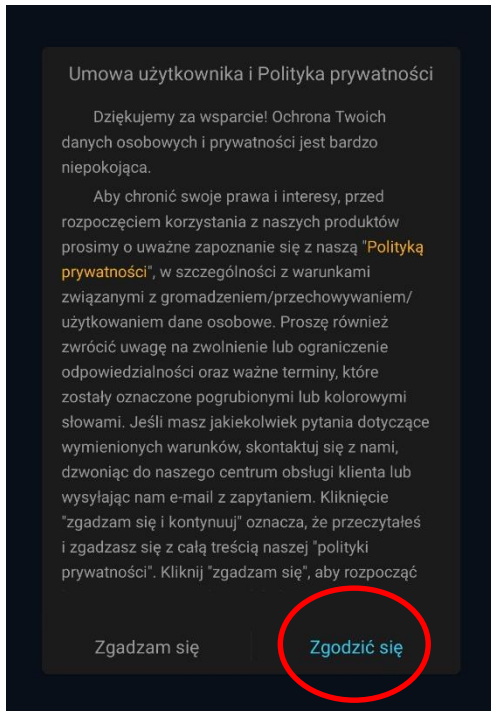 Umowa użytkownika i Polityka prywatności
Dziękujemy za wsparcie! Ochrona Twoich
danych osobowych i prywatności jest bardzo
niepokojąca.
Aby chronić swoje prawa i interesy, przed
rozpoczęciem korzystania z naszych produktów
prosimy o uważne zapoznanie się z naszą "Polityką
prywatności", w szczególności z warunkami
związanymi z gromadzeniem/przechowywaniem/
użytkowaniem dane osobowe. Proszę również
zwrócić uwagę na zwolnienie lub ograniczenie
odpowiedzialności oraz ważne terminy, które
zostały oznaczone pogrubionymi lub kolorowymi
słowami. Jeśli masz jakiekolwiek pytania dotyczące
wymienionych warunków, skontaktuj się z nami,
dzwoniąc do naszego centrum obsługi klienta lub
wysyłając nam e-mail z zapytaniem. Kliknięcie
"zgadzam się i kontynuuj" oznacza, że przeczytałeś
i zgadzasz się z całą treścią naszej "polityki
prywatności". Kliknij "zgadzam się", aby rozpocząć
Zgadzam się Zgodzić się